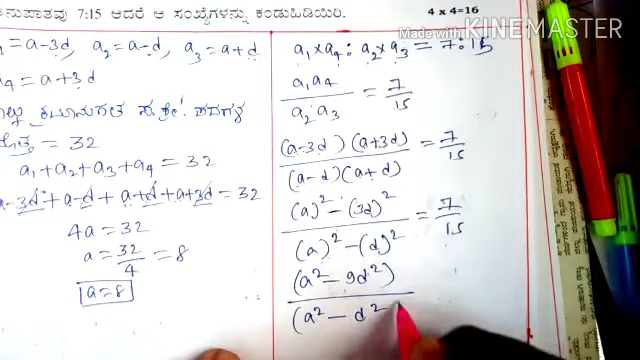 ಅನುಪಾತವು 7:15 ಆದರೆ ಆ ಸಂಖ್ಯೆಗಳನ್ನು ಕಂಡುಹಿಡಿಯಿರಿ.
4 x 4=16
Made with KINEMASTER
= a-3d, a₂ = a-d, a₃ = a+d
a₄ = a+3d
ಸ.ಶ್ರೇ. ಪದಗಳ
= 32
a₁+a₂+a₃+a₄ = 32
a-3d+a-d+a+d+a+3d = 32
4a = 32
a = 32/4 = 8
a=8
a₁×a₄ : a₂×a₃ = 7:15
a₁a₄ / a₂a₃ = 7/15
(a-3d)(a+3d) / (a-d)(a+d) = 7/15
(a)²-(3d)² / (a)²-(d)² = 7/15
(a²-9d²)
(a²-d²